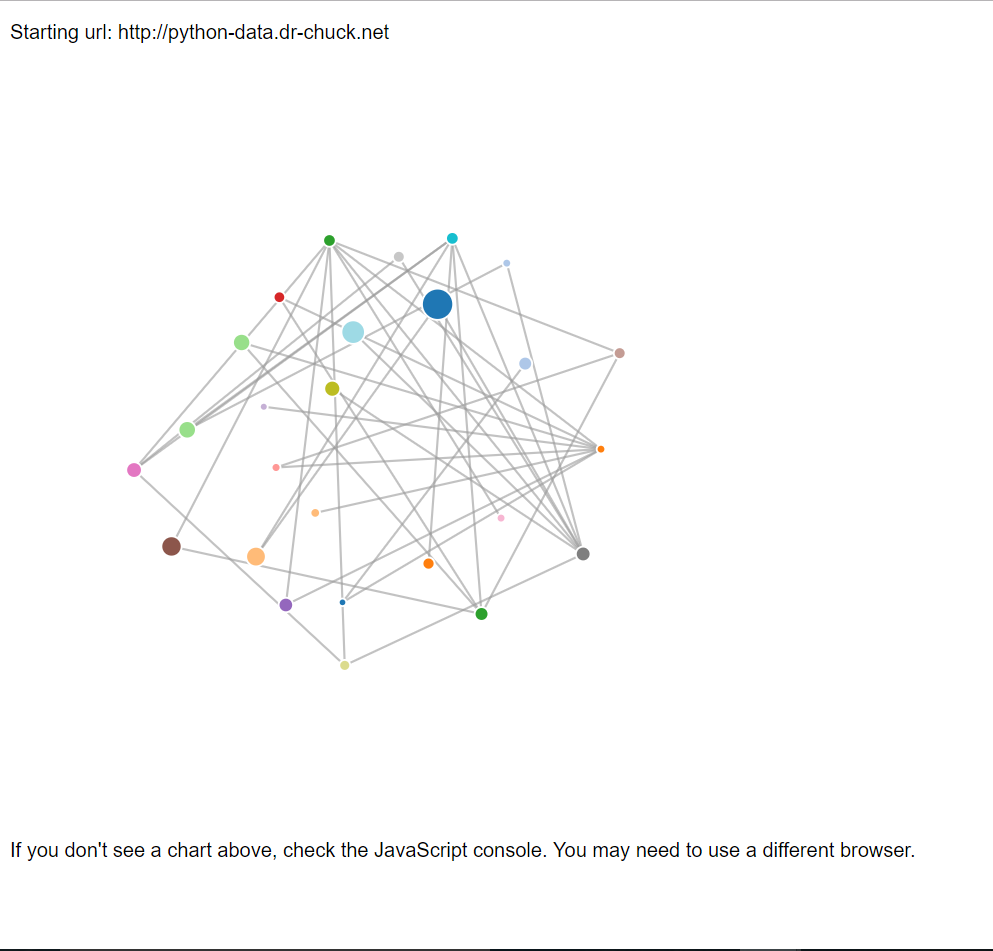 Starting url: http://python-data.dr-chuck.net
If you don't see a chart above, check the JavaScript console. You may need to use a different browser.